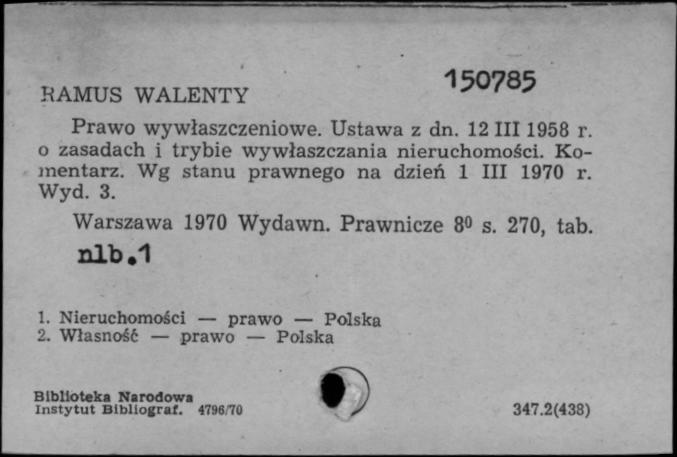 150785
RAMUS WALENTY
Prawo wywłaszczeniowe. Ustawa z dn. 12 III 1958 r.
o zasadach i trybie wywłaszczania nieruchomości. Ko-
mentarz. Wg stanu prawnego na dzień 1 III 1970 r.
Wyd. 3.
Warszawa 1970 Wydawn. Prawnicze 8⁰ s. 270, tab.
nlb.1
1. Nieruchomości — prawo — Polska
2. Własność — prawo — Polska
Biblioteka Narodowa
Instytut Bibliograf. 4796/70
347.2(438)